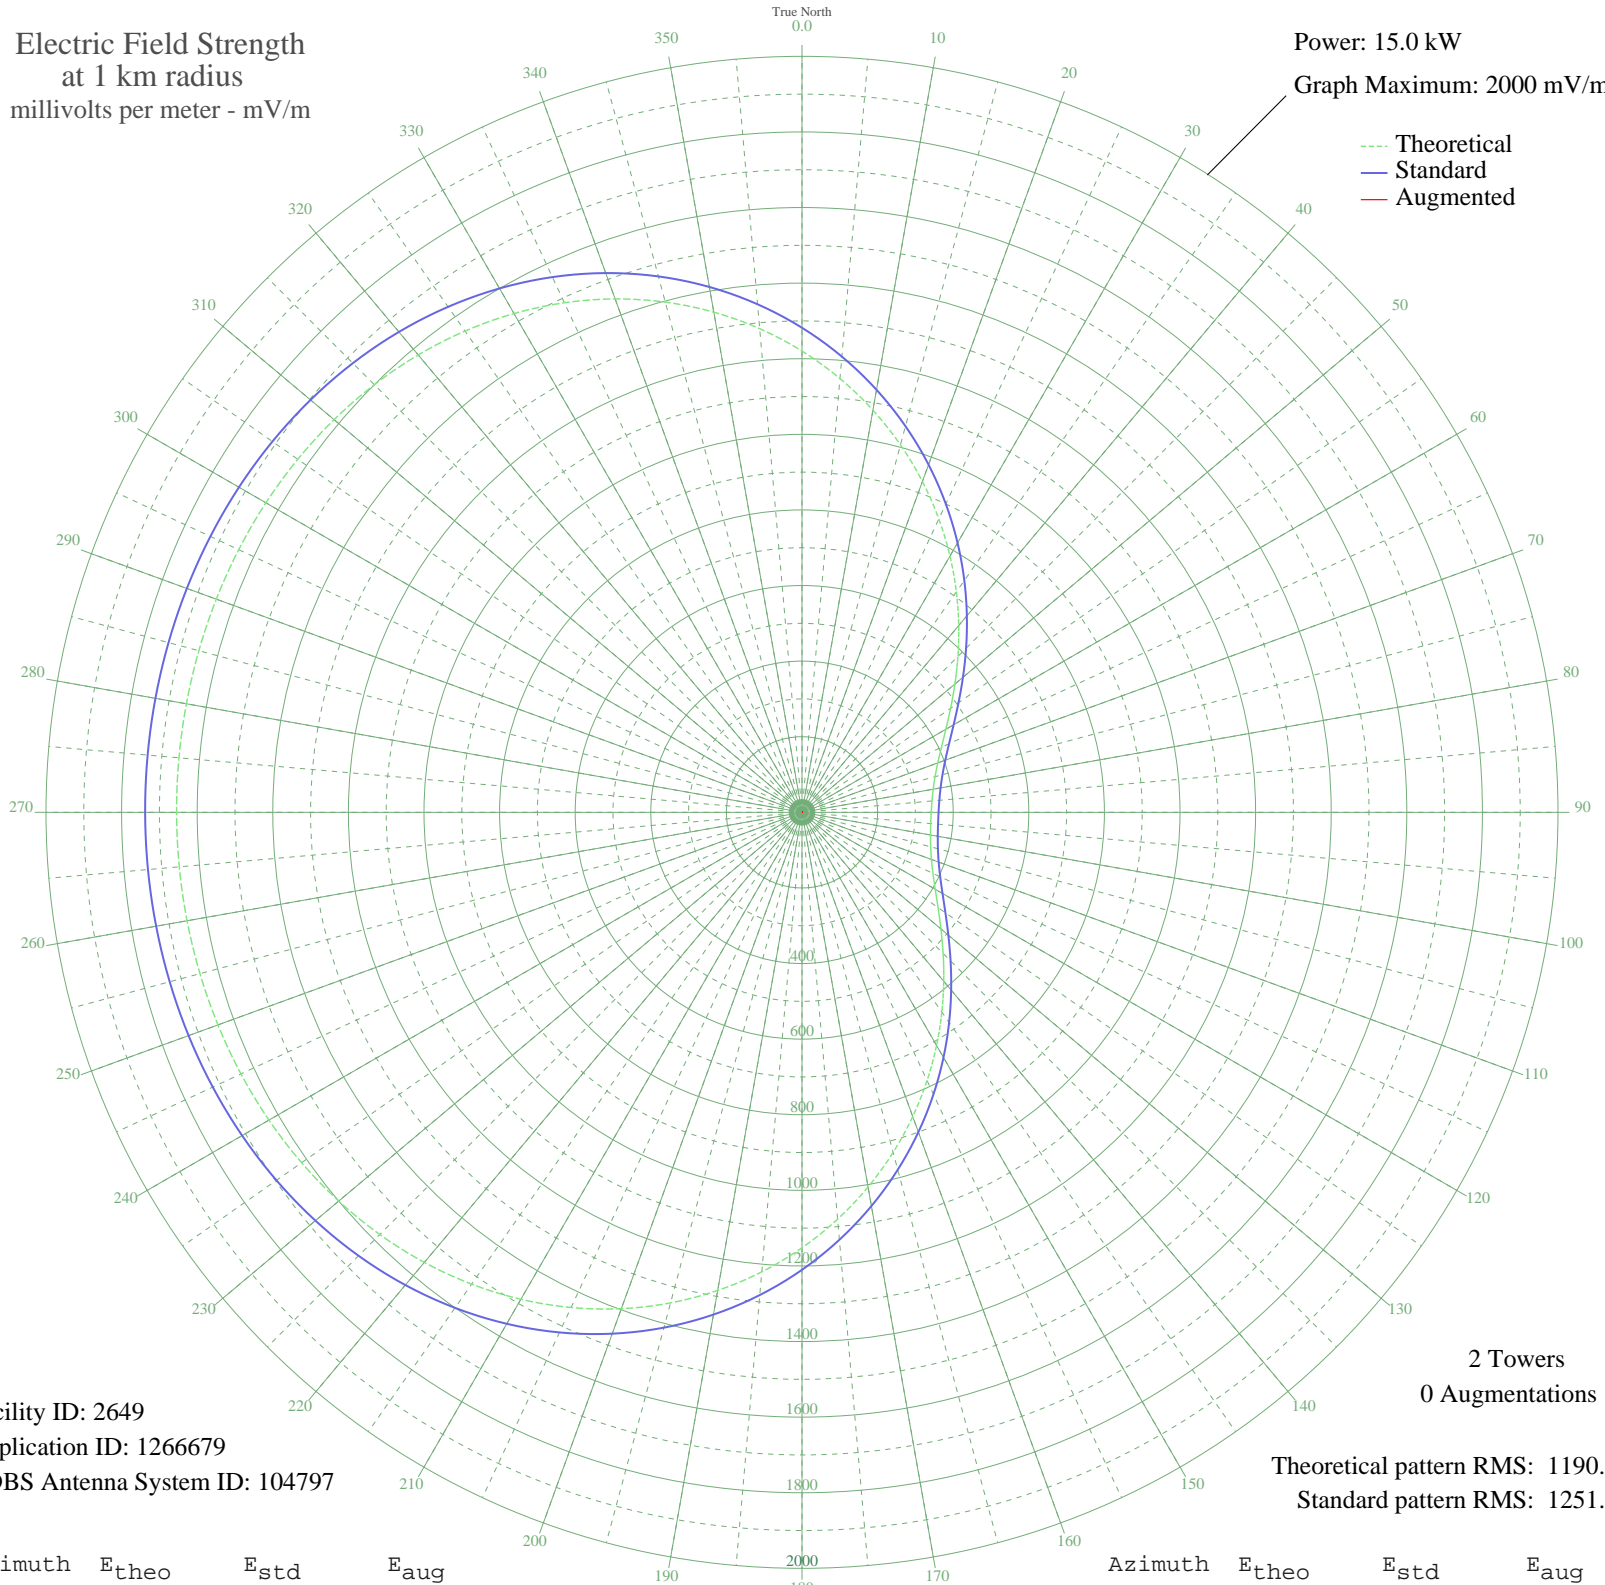 True North
0.0
Electric Field Strength
at 1 km radius
millivolts per meter - mV/m
Power: 15.0 kW
Graph Maximum: 2000 mV/m
Theoretical
Standard
Augmented
10
20
30
40
50
60
70
80
90
100
110
120
130
140
150
160
170
190
200
210
220
230
240
250
260
270
280
290
300
310
320
330
340
350
400
600
800
1000
1200
1400
1600
1800
2000
2 Towers
0 Augmentations
cility ID: 2649
plication ID: 1266679
DBS Antenna System ID: 104797
Theoretical pattern RMS: 1190.
Standard pattern RMS: 1251.
imuth Etheo Estd Eaug
Azimuth Etheo Estd Eaug